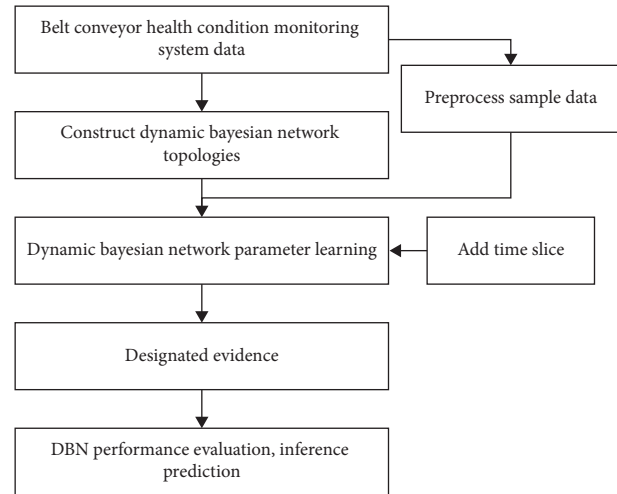 Belt conveyor health condition monitoring
system data
Preprocess sample data
Construct dynamic bayesian network
topologies
Dynamic bayesian network parameter learning
Add time slice
Designated evidence
DBN performance evaluation, inference
prediction